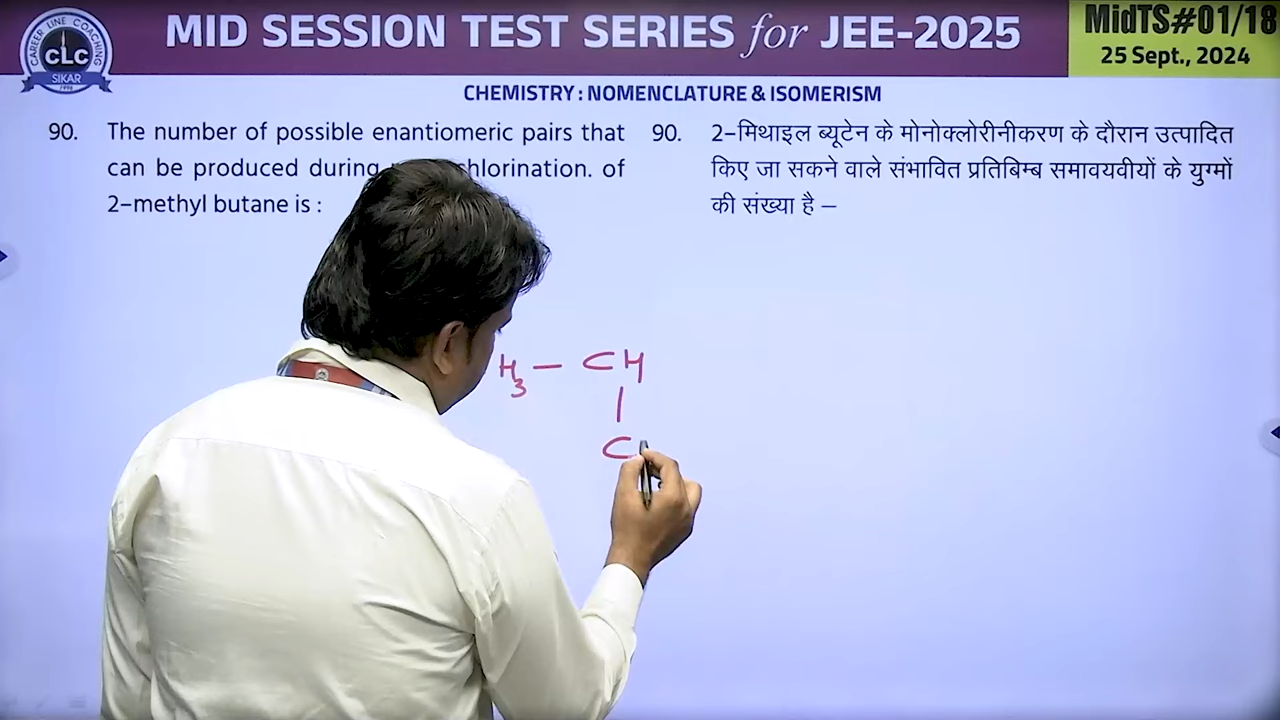 MID SESSION TEST SERIES for JEE-2025
MidTS#01/18
25 Sept., 2024
CAREER LINE COACHING
CLC
SIKAR
1996
CHEMISTRY : NOMENCLATURE & ISOMERISM
90. The number of possible enantiomeric pairs that
can be produced during chlorination. of
2-methyl butane is :
90. 2-मिथाइल ब्यूटेन के मोनोक्लोरीनीकरण के दौरान उत्पादित
किए जा सकने वाले संभावित प्रतिबिम्ब समावयवीयों के युग्मों
की संख्या है –
H3 — CH
|
C